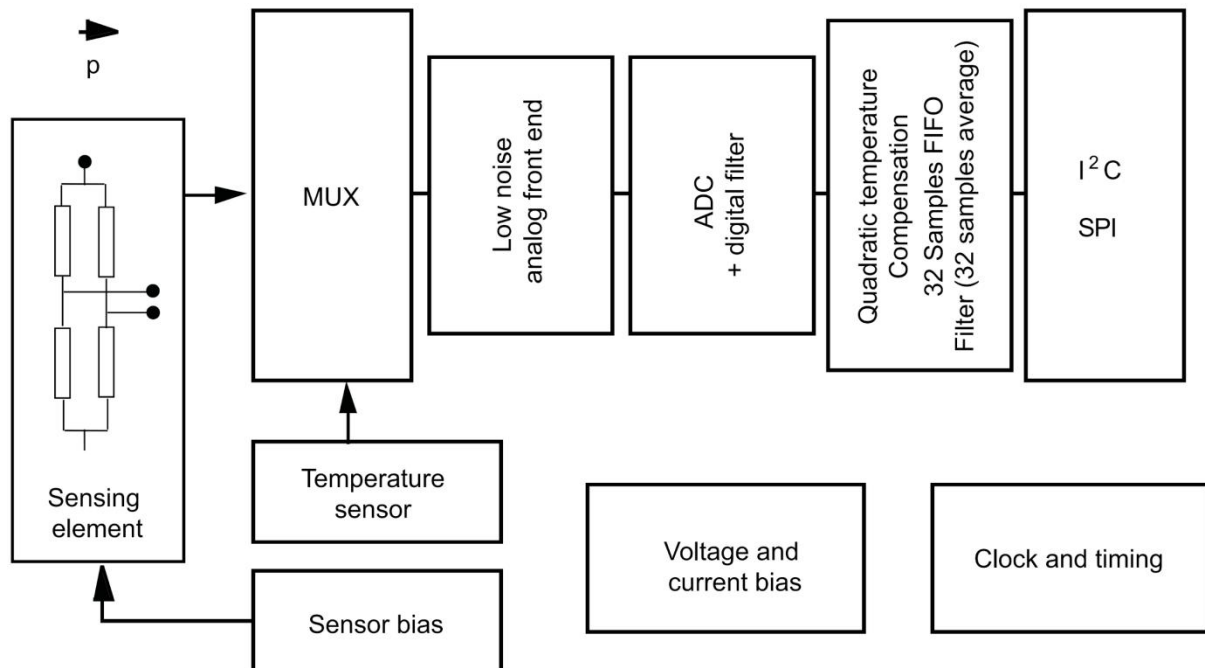 p
Sensing
element
MUX
Low noise
analog front end
ADC
+ digital filter
Quadratic temperature
Compensation
32 Samples FIFO
Filter (32 samples average)
I²C
SPI
Temperature
sensor
Sensor bias
Voltage and
current bias
Clock and timing